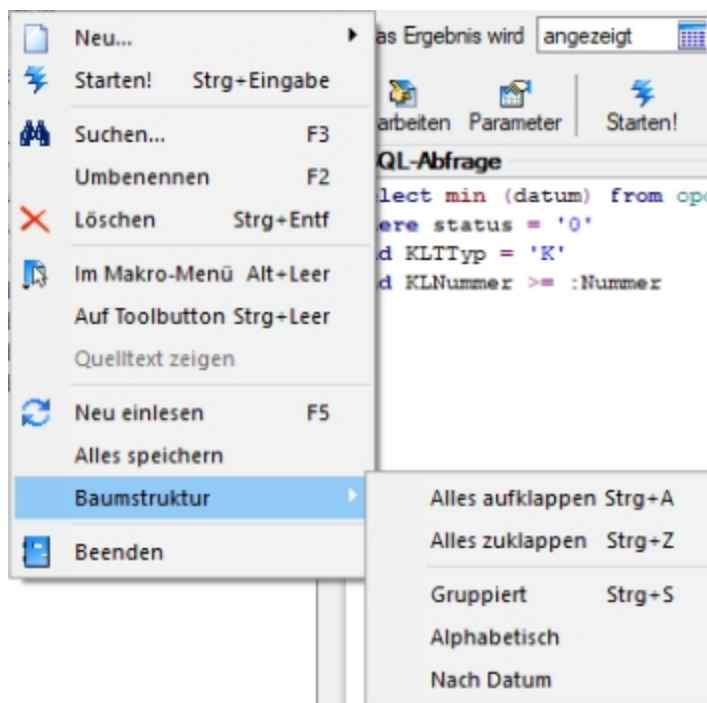 Neu...
Starten! Strg+Eingabe
Suchen... F3
Umbenennen F2
Löschen Strg+Entf
Im Makro-Menü Alt+Leer
Auf Toolbutton Strg+Leer
Quelltext zeigen
Neu einlesen F5
Alles speichern
Baumstruktur
Beenden
as Ergebnis wird angezeigt
arbeiten Parameter Starten!
QL-Abfrage
lect min (datum) from ope
ere status = '0'
d KLTTyp = 'K'
d KLNummer >= :Nummer
Alles aufklappen Strg+A
Alles zuklappen Strg+Z
Gruppiert Strg+S
Alphabetisch
Nach Datum